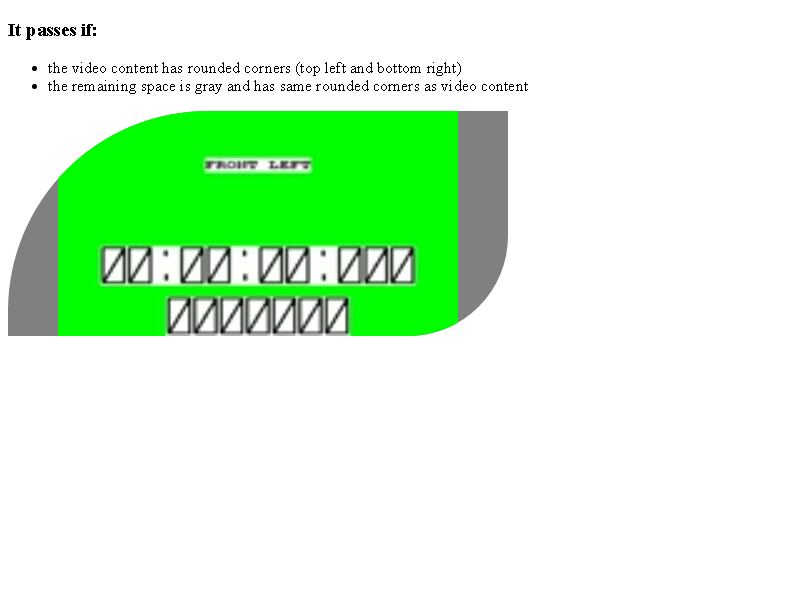 It passes if:
the video content has rounded corners (top left and bottom right)
the remaining space is gray and has same rounded corners as video content
FRONT LEFT
00:00:00:000
0000000